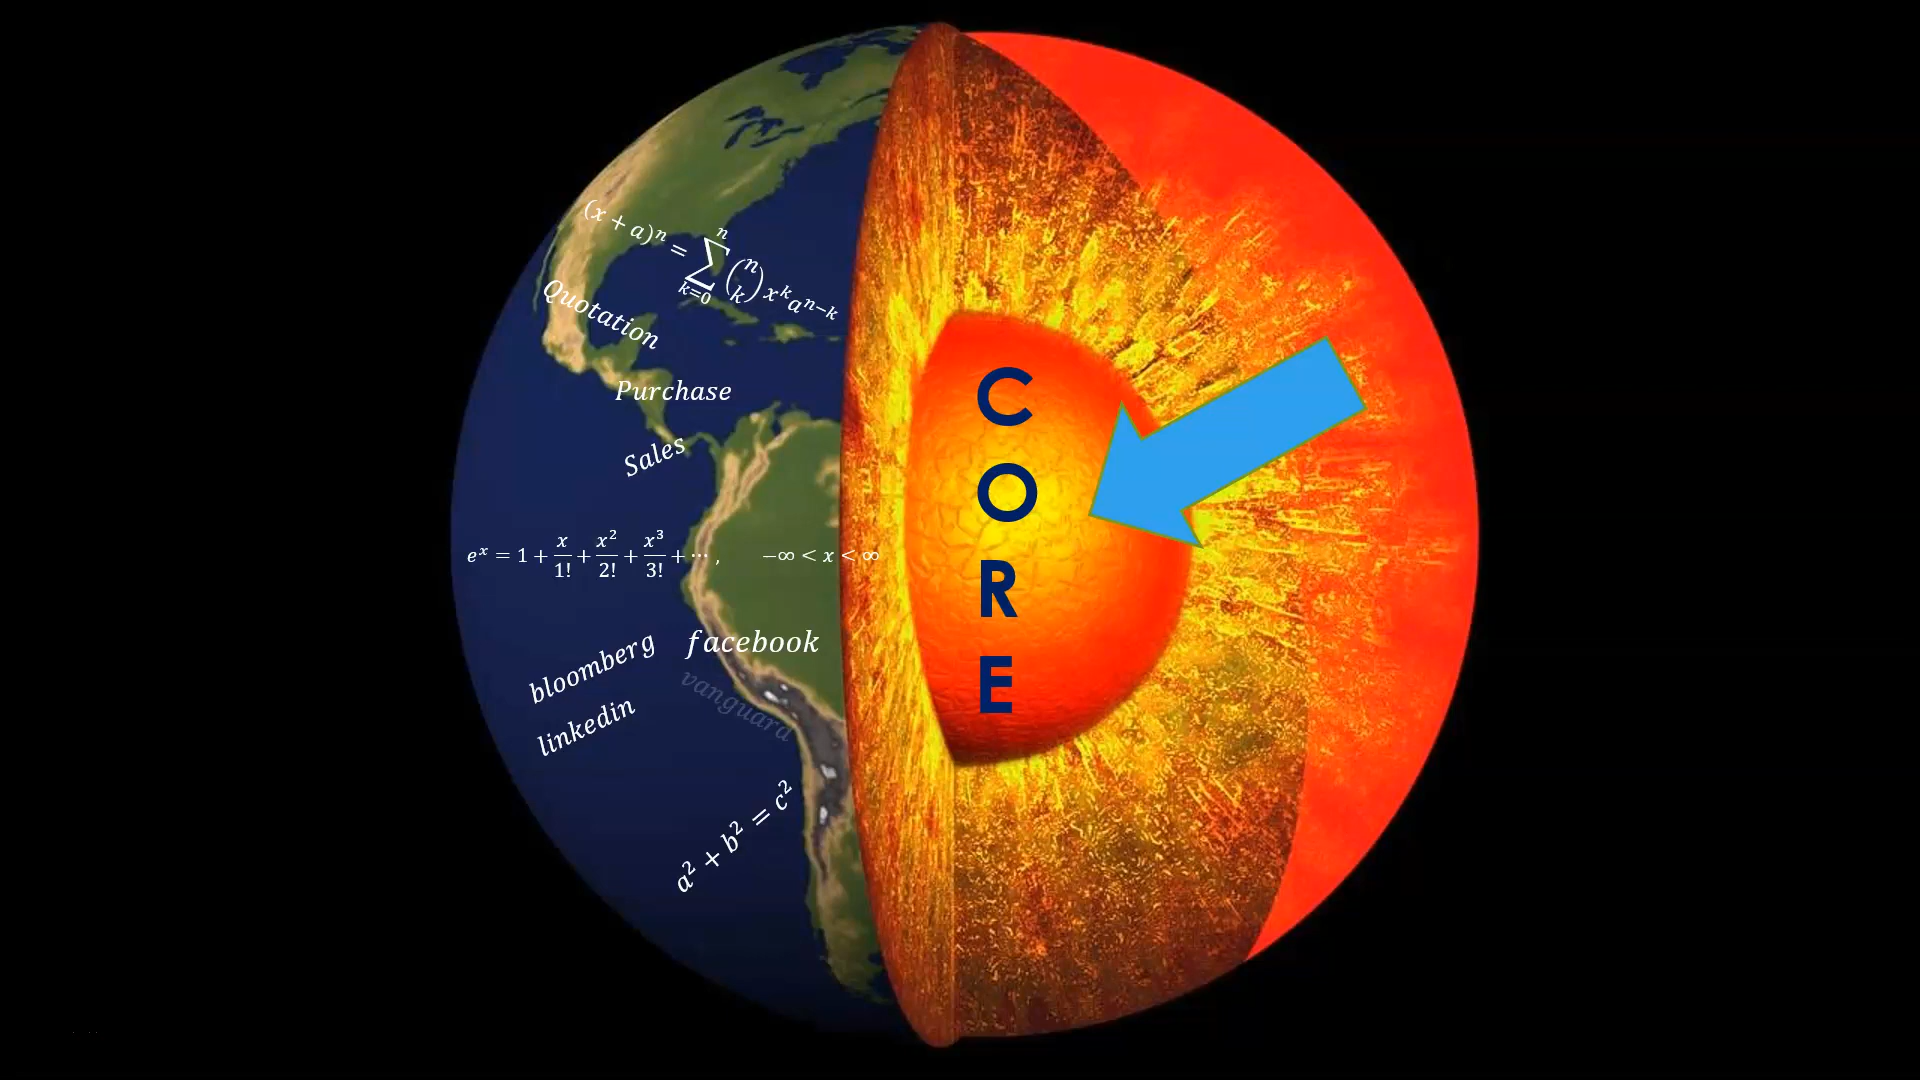 (x + a)ⁿ = ∑ₖ₌₀ⁿ (n k) xᵏaⁿ⁻ᵏ
Quotation
Purchase
Sales
eˣ = 1 + x/1! + x²/2! + x³/3! + ⋯ , −∞ < x < ∞
facebook
bloomberg
vanguard
linkedin
a² + b² = c²
C
O
R
E